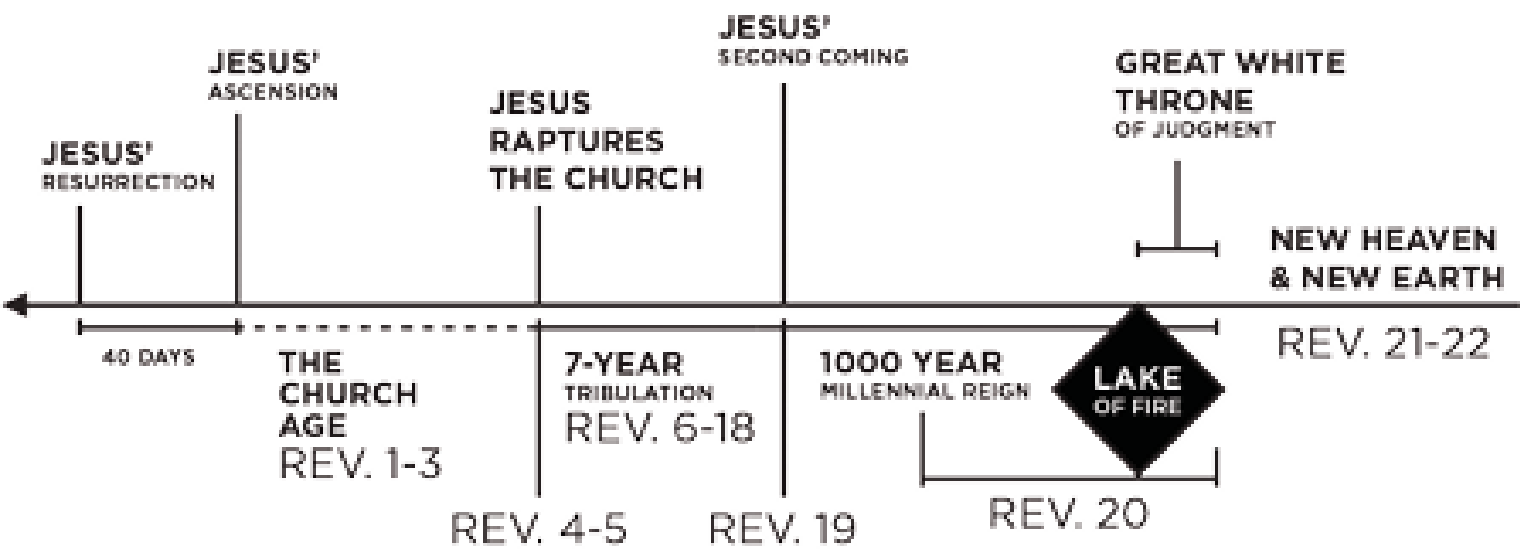 JESUS'
RESURRECTION
JESUS'
ASCENSION
JESUS
RAPTURES
THE CHURCH
JESUS'
SECOND COMING
GREAT WHITE
THRONE
OF JUDGMENT
NEW HEAVEN
& NEW EARTH
REV. 21-22
40 DAYS
THE
CHURCH
AGE
REV. 1-3
7-YEAR
TRIBULATION
REV. 6-18
1000 YEAR
MILLENNIAL REIGN
LAKE
OF FIRE
REV. 4-5
REV. 19
REV. 20